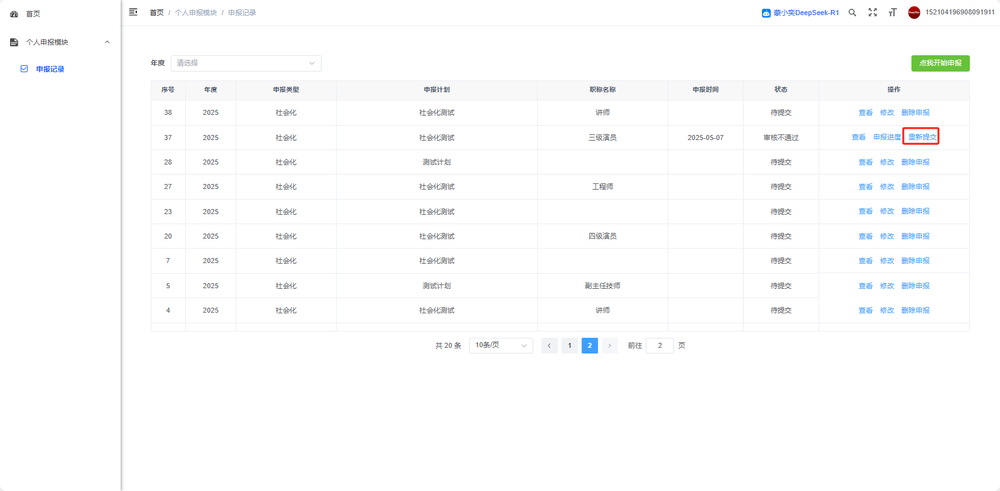 首页
个人申报模块
申报记录
首页 / 个人申报模块 / 申报记录
蒙小奕DeepSeek-R1
152104196908091911
年度 请选择
点我开始申报
序号 年度 申报类型 申报计划 职称名称 申报时间 状态 操作
38 2025 社会化 社会化测试 讲师 待提交 查看 修改 删除申报
37 2025 社会化 社会化测试 三级演员 2025-05-07 审核不通过 查看 申报进度 重新提交
28 2025 社会化 测试计划 待提交 查看 修改 删除申报
27 2025 社会化 社会化测试 工程师 待提交 查看 修改 删除申报
23 2025 社会化 社会化测试 待提交 查看 修改 删除申报
20 2025 社会化 社会化测试 四级演员 待提交 查看 修改 删除申报
7 2025 社会化 社会化测试 待提交 查看 修改 删除申报
5 2025 社会化 测试计划 副主任技师 待提交 查看 修改 删除申报
4 2025 社会化 社会化测试 讲师 待提交 查看 修改 删除申报
共 20 条 10条/页 1 2 前往 2 页